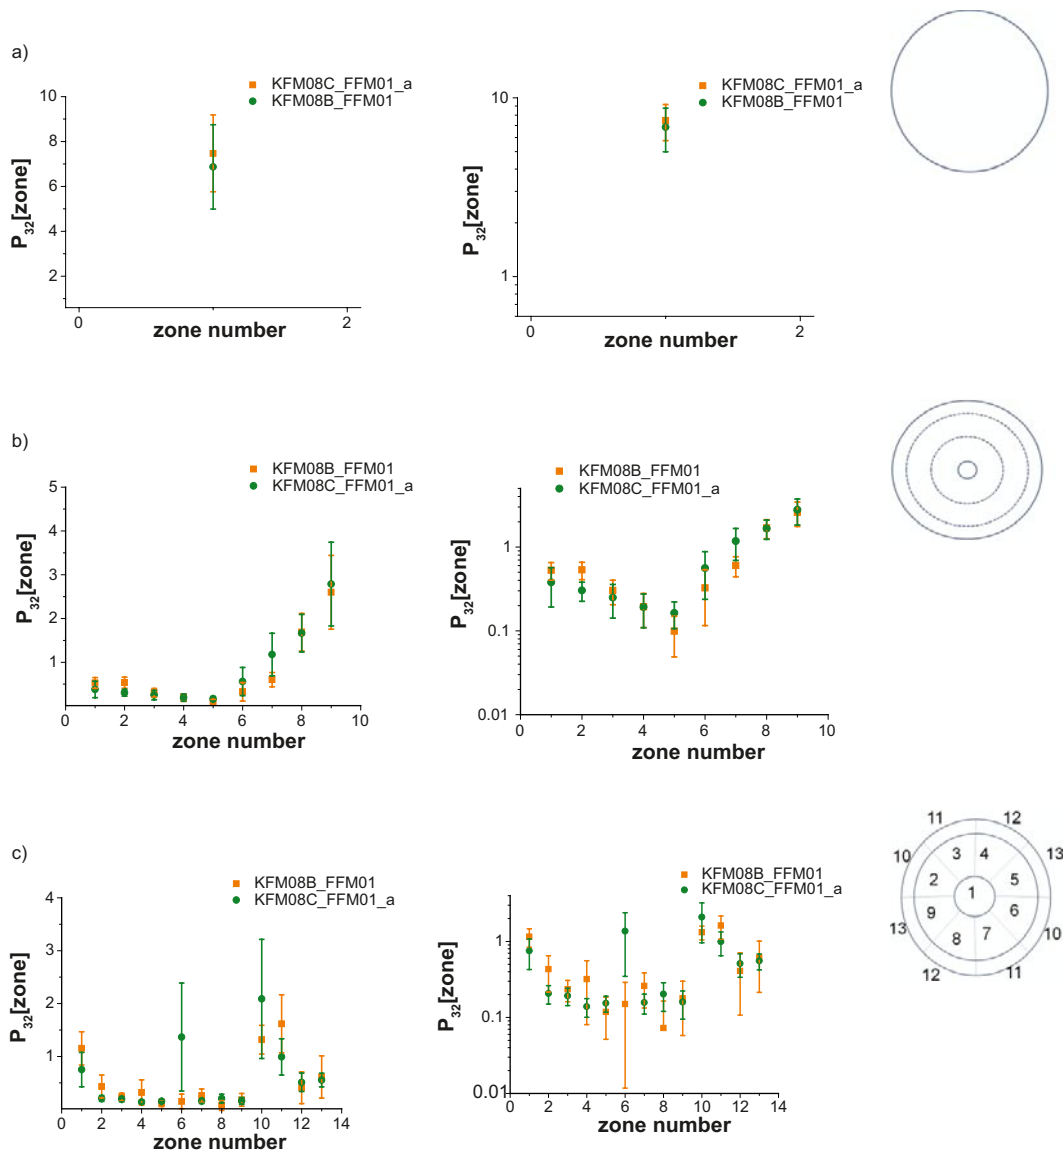 a)
KFM08C_FFM01_a
KFM08B_FFM01
10
8
6
4
2
P32[zone]
0
2
zone number
KFM08C_FFM01_a
KFM08B_FFM01
10
1
P32[zone]
0
2
zone number
b)
KFM08B_FFM01
KFM08C_FFM01_a
5
4
3
2
1
P32[zone]
0 2 4 6 8 10
zone number
KFM08B_FFM01
KFM08C_FFM01_a
1
0.1
0.01
P32[zone]
0 2 4 6 8 10
zone number
c)
KFM08B_FFM01
KFM08C_FFM01_a
4
3
2
1
P32[zone]
0 2 4 6 8 10 12 14
zone number
KFM08B_FFM01
KFM08C_FFM01_a
1
0.1
0.01
P32[zone]
0 2 4 6 8 10 12 14
zone number
11 12
10 3 4 13
2 5
1
9 6
13 8 7 10
12 11